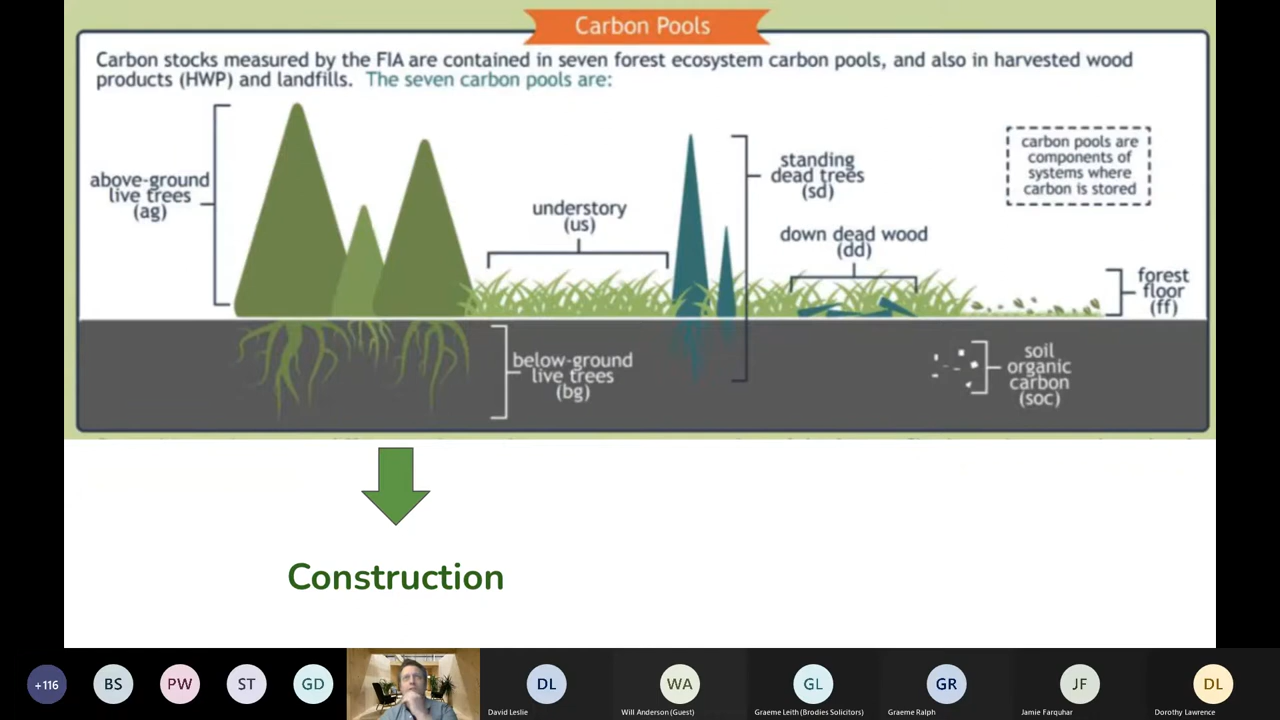 Carbon Pools
Carbon stocks measured by the FIA are contained in seven forest ecosystem carbon pools, and also in harvested wood
products (HWP) and landfills. The seven carbon pools are:
above-ground
live trees
(ag)
understory
(us)
standing
dead trees
(sd)
down dead wood
(dd)
carbon pools are
components of
systems where
carbon is stored
forest
floor
(ff)
below-ground
live trees
(bg)
soil
organic
carbon
(soc)
Construction
+116
BS
PW
ST
GD
DL
WA
GL
GR
JF
DL
David Leslie
Will Anderson (Guest)
Graeme Leith (Brodies Solicitors)
Graeme Ralph
Jamie Farquhar
Dorothy Lawrence